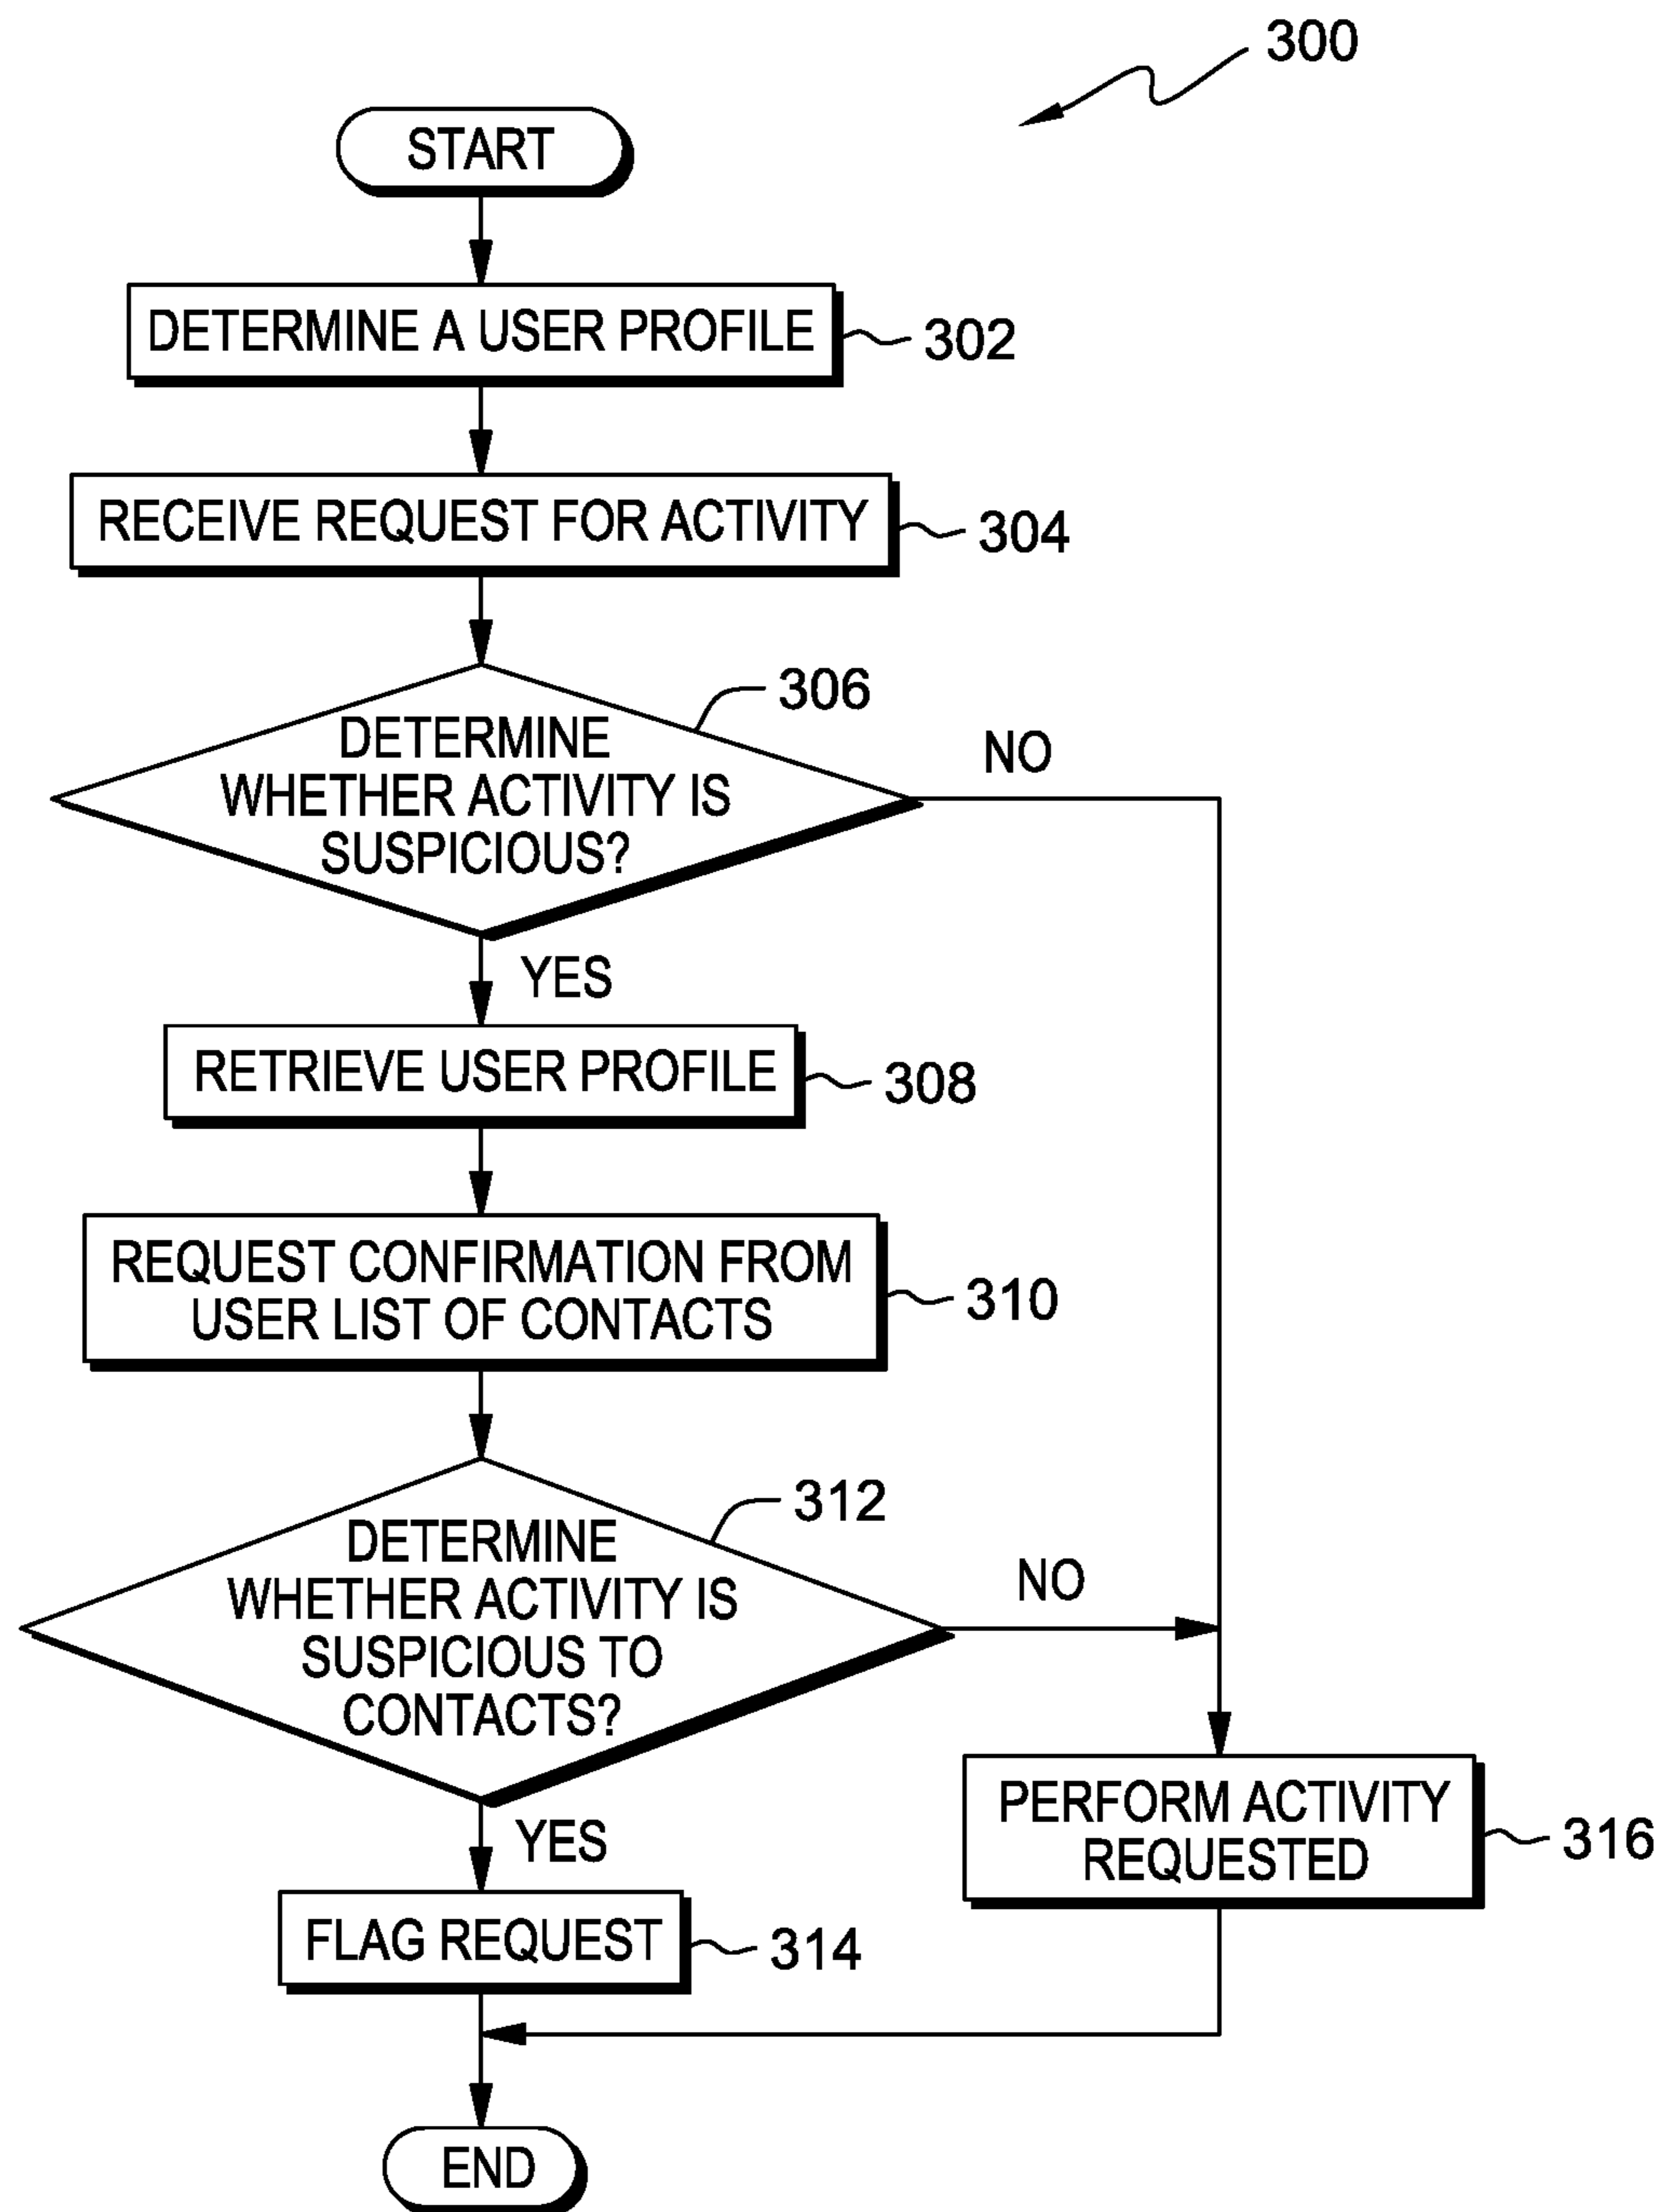 300
START
DETERMINE A USER PROFILE
302
RECEIVE REQUEST FOR ACTIVITY
304
306
DETERMINE
WHETHER ACTIVITY IS
SUSPICIOUS?
NO
YES
RETRIEVE USER PROFILE
308
REQUEST CONFIRMATION FROM
USER LIST OF CONTACTS
310
312
DETERMINE
WHETHER ACTIVITY IS
SUSPICIOUS TO
CONTACTS?
NO
YES
PERFORM ACTIVITY
REQUESTED
316
FLAG REQUEST
314
END